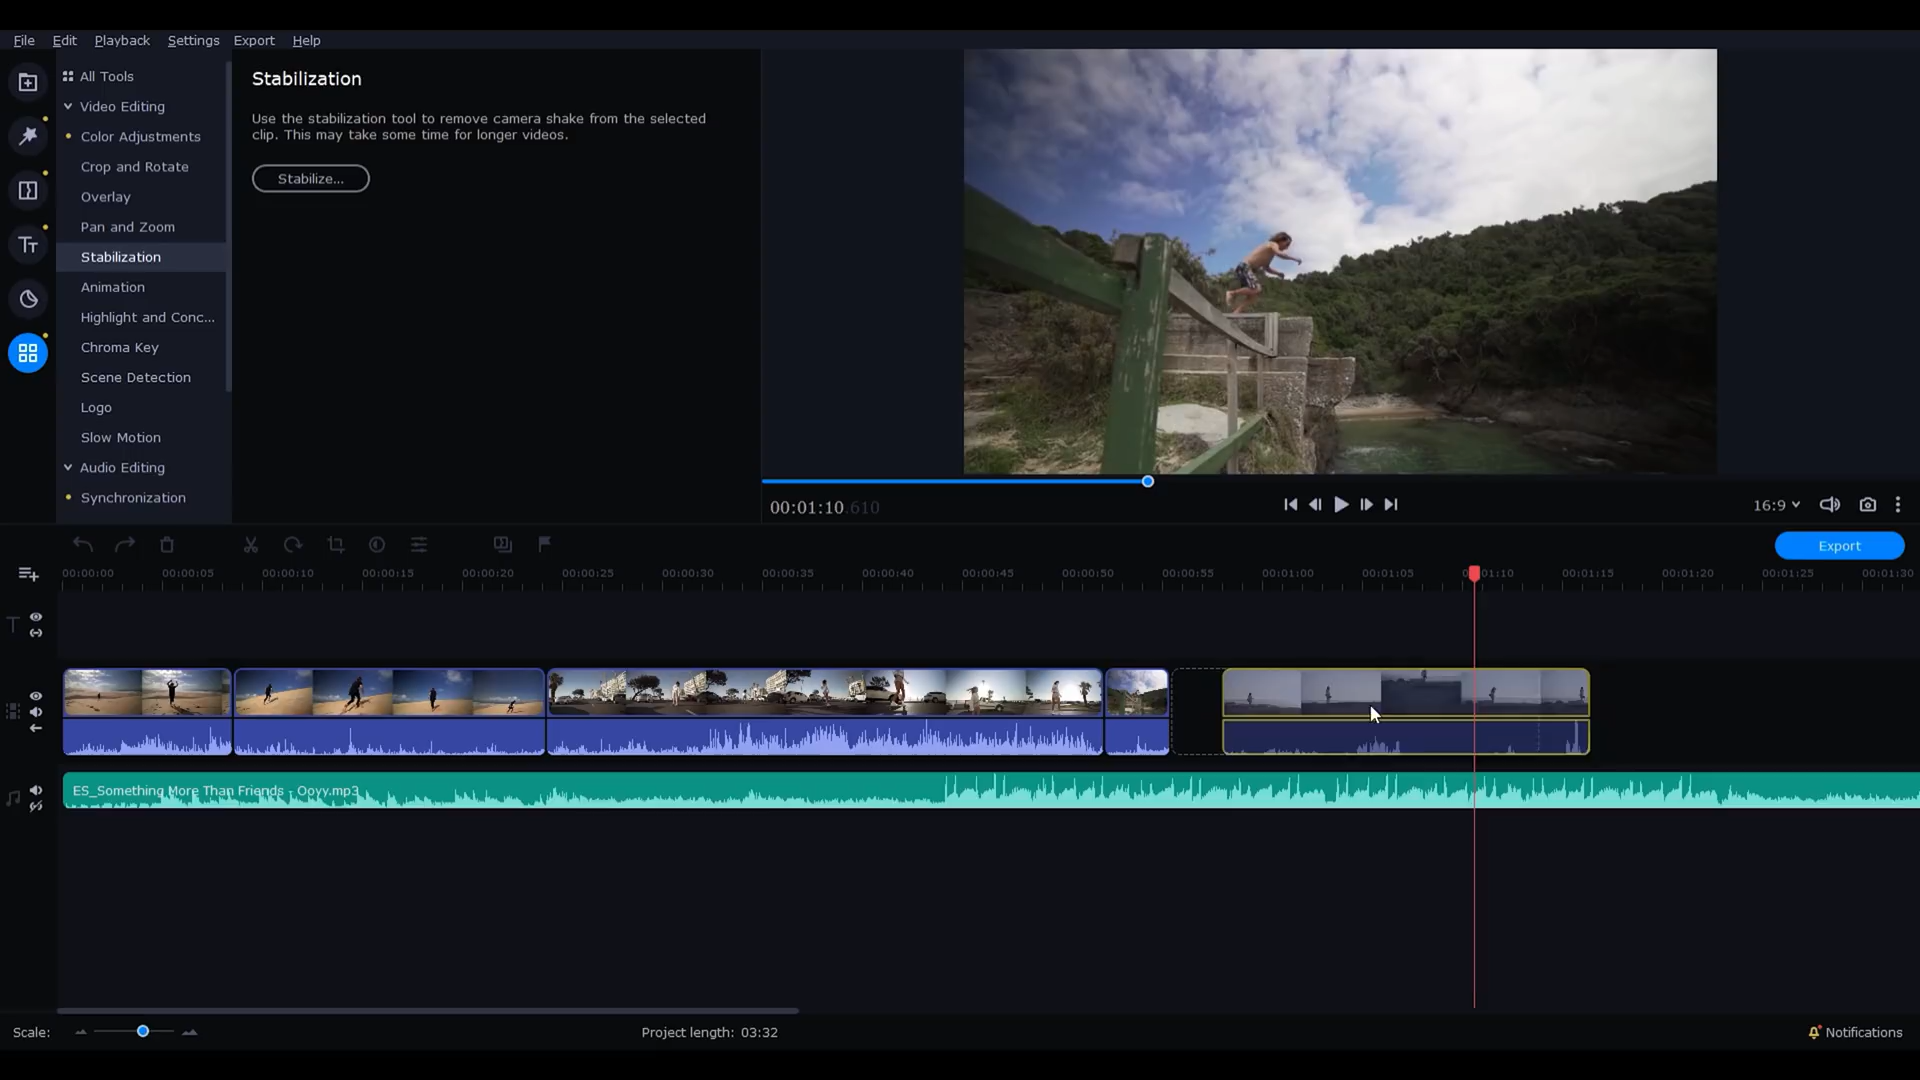 File Edit Playback Settings Export Help
All Tools
Video Editing
Color Adjustments
Crop and Rotate
Overlay
Pan and Zoom
Stabilization
Animation
Highlight and Conc...
Chroma Key
Scene Detection
Logo
Slow Motion
Audio Editing
Synchronization
Stabilization
Use the stabilization tool to remove camera shake from the selected
clip. This may take some time for longer videos.
Stabilize...
00:01:10.610
16:9
Export
00:00:00 00:00:05 00:00:10 00:00:15 00:00:20 00:00:25 00:00:30 00:00:35 00:00:40 00:00:45 00:00:50 00:00:55 00:01:00 00:01:05 00:01:10 00:01:15 00:01:20 00:01:25 00:01:30
ES_Something More Than Friends - Ooyy.mp3
Scale:
Project length: 03:32
Notifications